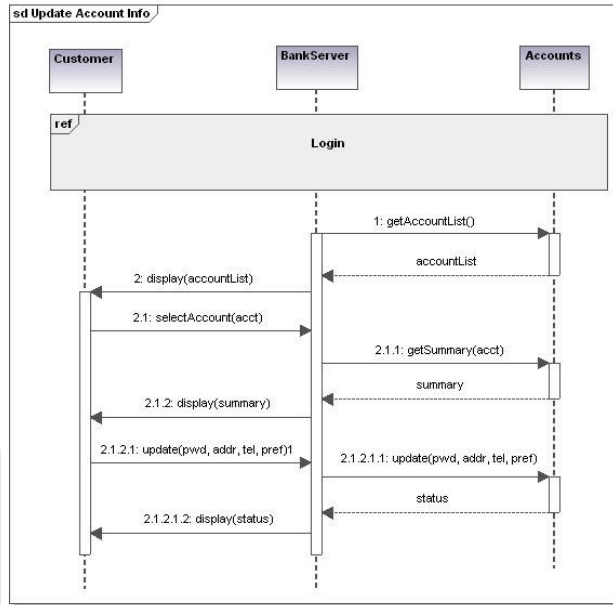 sd Update Account Info
Customer
BankServer
Accounts
ref
Login
1: getAccountList()
accountList
2: display(accountList)
2.1: selectAccount(acct)
2.1.1: getSummary(acct)
summary
2.1.2: display(summary)
2.1.2.1: update(pwd, addr, tel, pref)1
2.1.2.1.1: update(pwd, addr, tel, pref)
status
2.1.2.1.2: display(status)